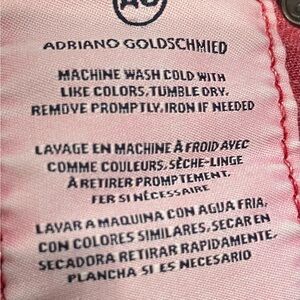 AG
ADRIANO GOLDSCHMIED
MACHINE WASH COLD WITH
LIKE COLORS, TUMBLE DRY.
REMOVE PROMPTLY, IRON IF NEEDED
LAVAGE EN MACHINE À FROID AVEC
COMME COULEURS, SÈCHE-LINGE
À RETIRER PROMPTEMENT,
FER SI NÉCESSAIRE
LAVAR A MAQUINA CON AGUA FRIA,
CON COLORES SIMILARES, SECAR EN
SECADORA RETIRAR RAPIDAMENTE,
PLANCHA SI ES NECESARIO